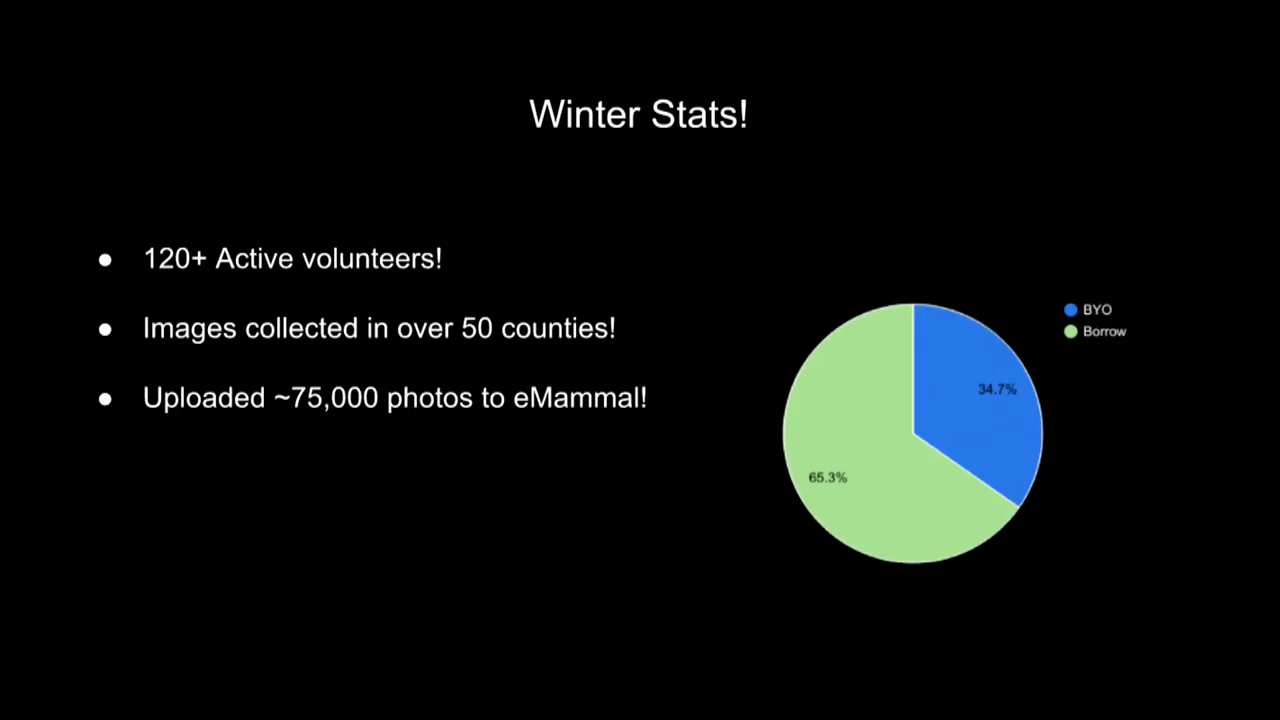 Winter Stats!
● 120+ Active volunteers!
● Images collected in over 50 counties!
● Uploaded ~75,000 photos to eMammal!
BYO
Borrow
34.7%
65.3%